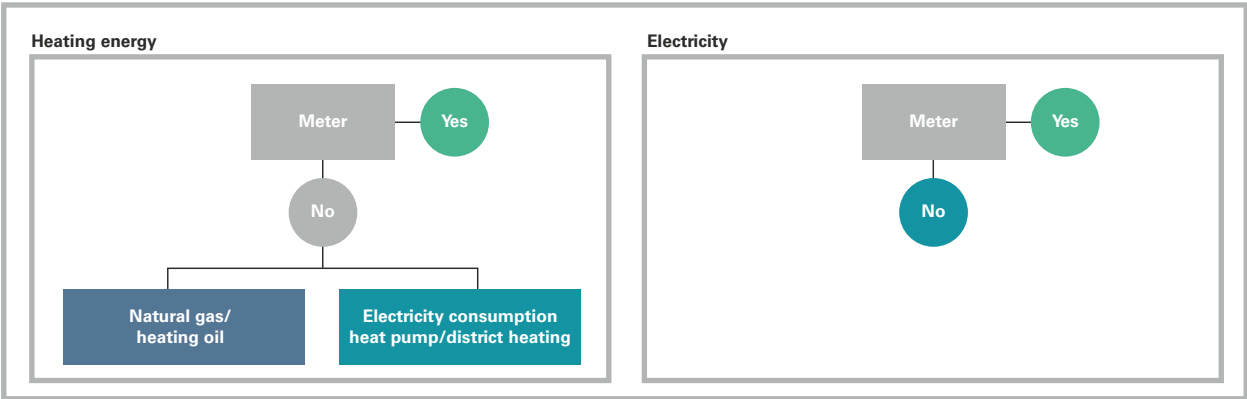 Heating energy
Meter
Yes
No
Natural gas/
heating oil
Electricity consumption
heat pump/district heating
Electricity
Meter
Yes
No